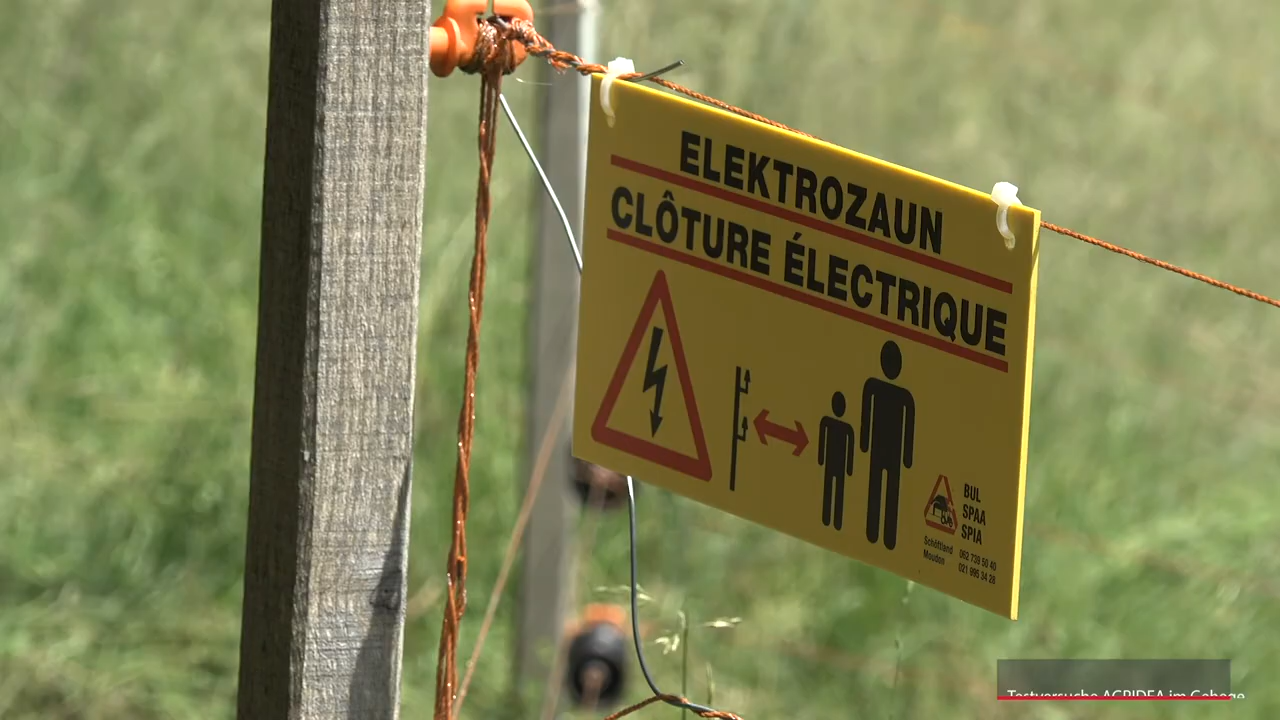 ELEKTROZAUN
CLÔTURE ÉLECTRIQUE
BUL
SPAA
SPIA
Schöftland 062 739 50 40
Moudon 021 995 34 28
Testversuche AGRIDEA im Gehege